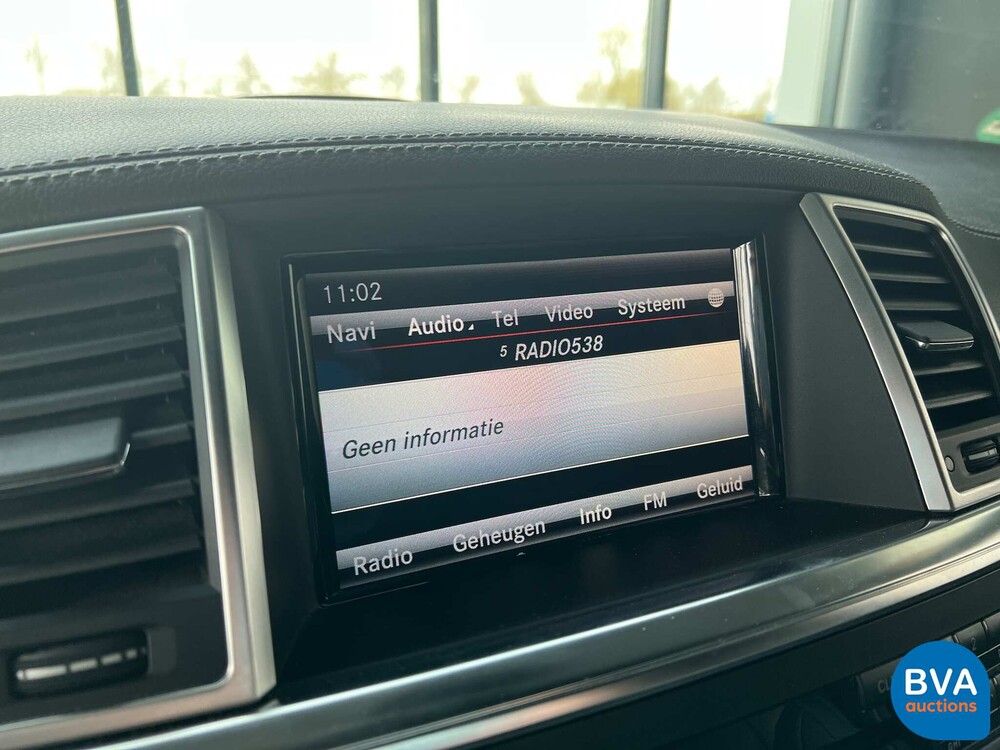 11:02
Navi Audio Tel Video Systeem
5 RADIO538
Geen informatie
Radio Geheugen Info FM Geluid
BVA
auctions